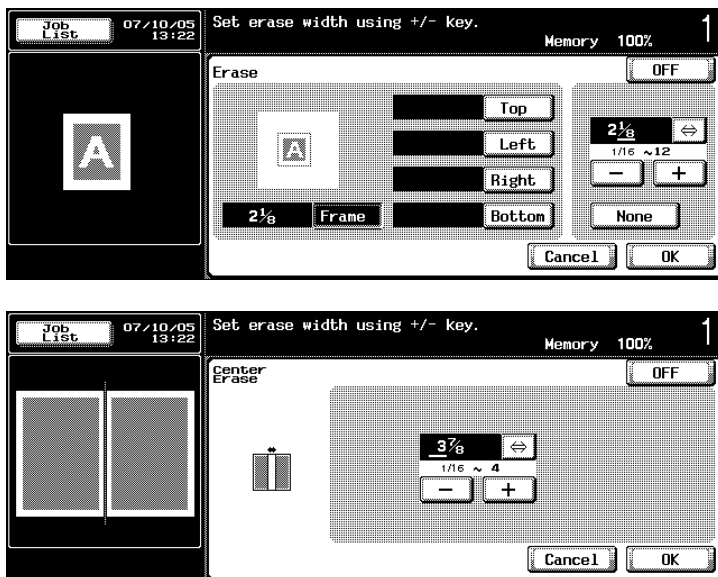 Job List
07/10/05
13:22
Set erase width using +/- key.
Memory 100%
1
Erase
OFF
A
A
Top
Left
Right
Bottom
2⅛ Frame
2⅛ ⇔
1/16 ~12
− +
None
Cancel OK
Job List
07/10/05
13:22
Set erase width using +/- key.
Memory 100%
1
Center
Erase
OFF
3⅞ ⇔
1/16 ~ 4
− +
Cancel OK